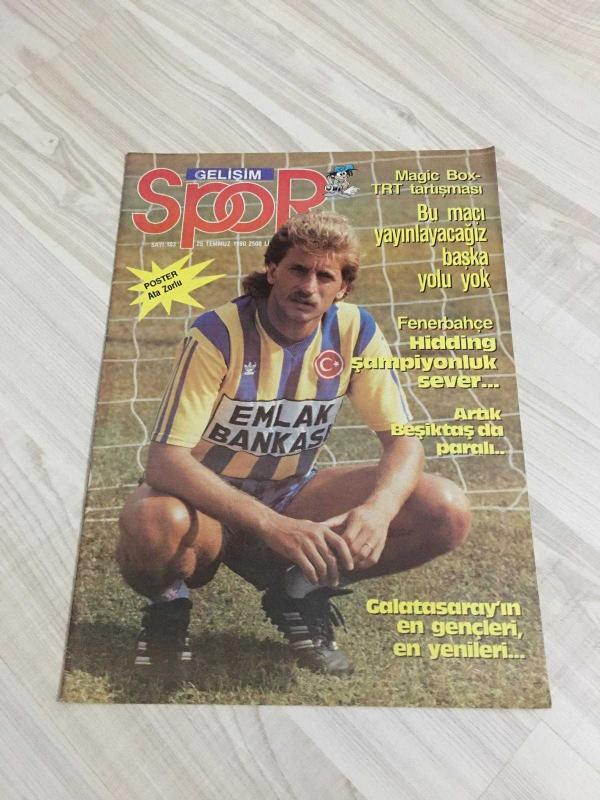 GELİŞİM
SpoR
SAYI 103 25 TEMMUZ 1990 2500 Lİ
POSTER
Ata Zorlu
Magic Box-
TRT tartışması
Bu maçı
yayınlayacağız
başka
yolu yok
Fenerbahçe
Hidding
şampiyonluk
sever...
Artık
Beşiktaş da
paralı..
EMLAK
BANKASI
Galatasaray'ın
en gençleri,
en yenileri...